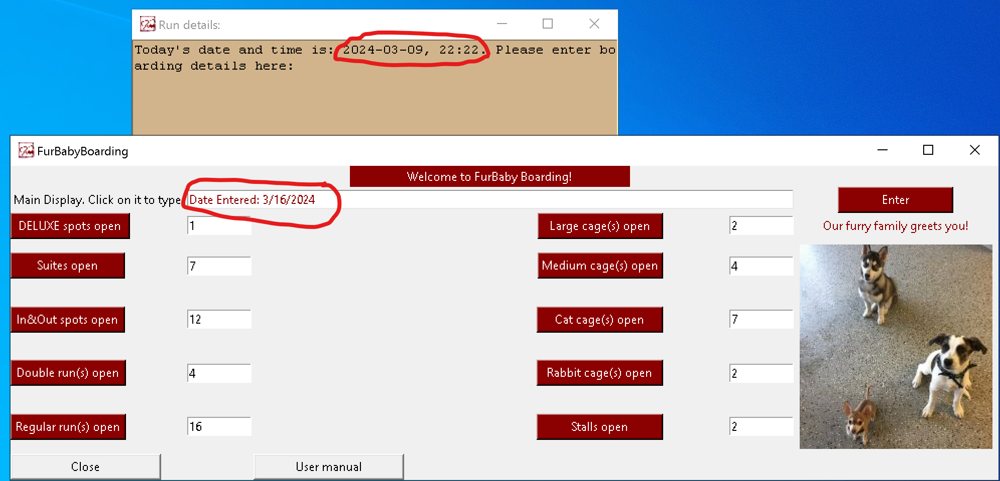 Run details:
Today's date and time is: 2024-03-09, 22:22. Please enter bo
arding details here:
FurBabyBoarding
Welcome to FurBaby Boarding!
Main Display. Click on it to type
Date Entered: 3/16/2024
Enter
DELUXE spots open
1
Large cage(s) open
2
Our furry family greets you!
Suites open
7
Medium cage(s) open
4
In&Out spots open
12
Cat cage(s) open
7
Double run(s) open
4
Rabbit cage(s) open
2
Regular run(s) open
16
Stalls open
2
Close
User manual